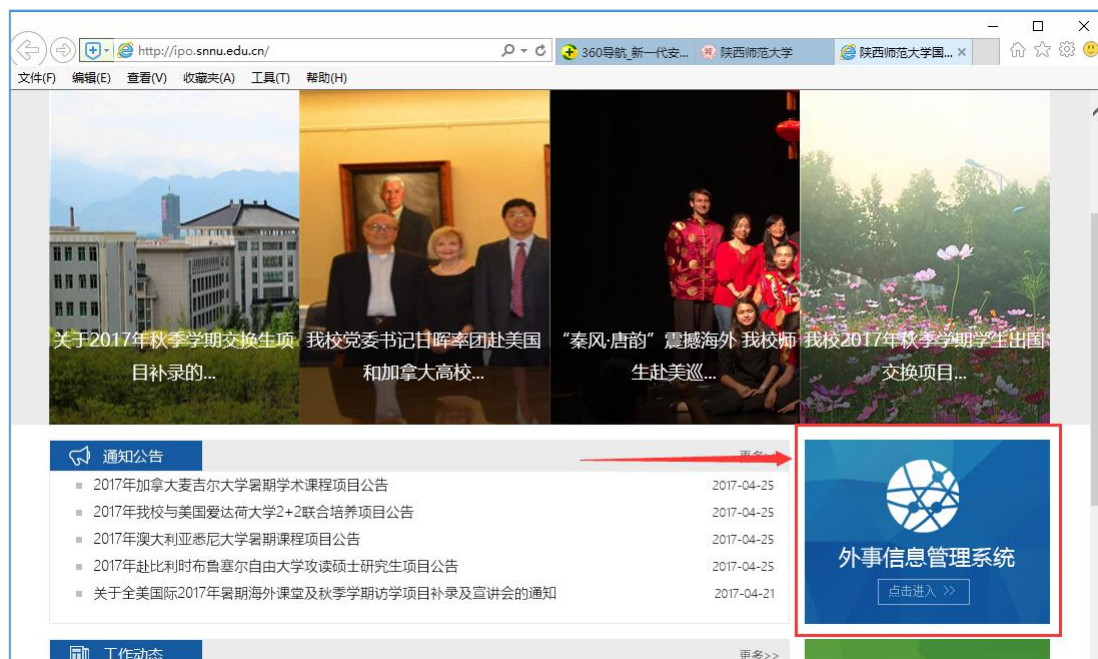 http://ipo.snnu.edu.cn/
360导航_新一代安...
陕西师范大学
陕西师范大学国...
文件(F) 编辑(E) 查看(V) 收藏夹(A) 工具(T) 帮助(H)
关于2017年秋季学期交换生项
目补录的...
我校党委书记甘晖率团赴美国
和加拿大高校...
“秦风·唐韵”震撼海外 我校师
生赴美巡...
我校2017年秋季学期学生出国
交换项目...
通知公告
更多>>
2017年加拿大麦吉尔大学暑期学术课程项目公告 2017-04-25
2017年我校与美国爱达荷大学2+2联合培养项目公告 2017-04-25
2017年澳大利亚悉尼大学暑期课程项目公告 2017-04-25
2017年赴比利时布鲁塞尔自由大学攻读硕士研究生项目公告 2017-04-25
关于全美国际2017年暑期海外课堂及秋季学期访学项目补录及宣讲会的通知 2017-04-21
外事信息管理系统
点击进入 >>
工作动态
更多>>